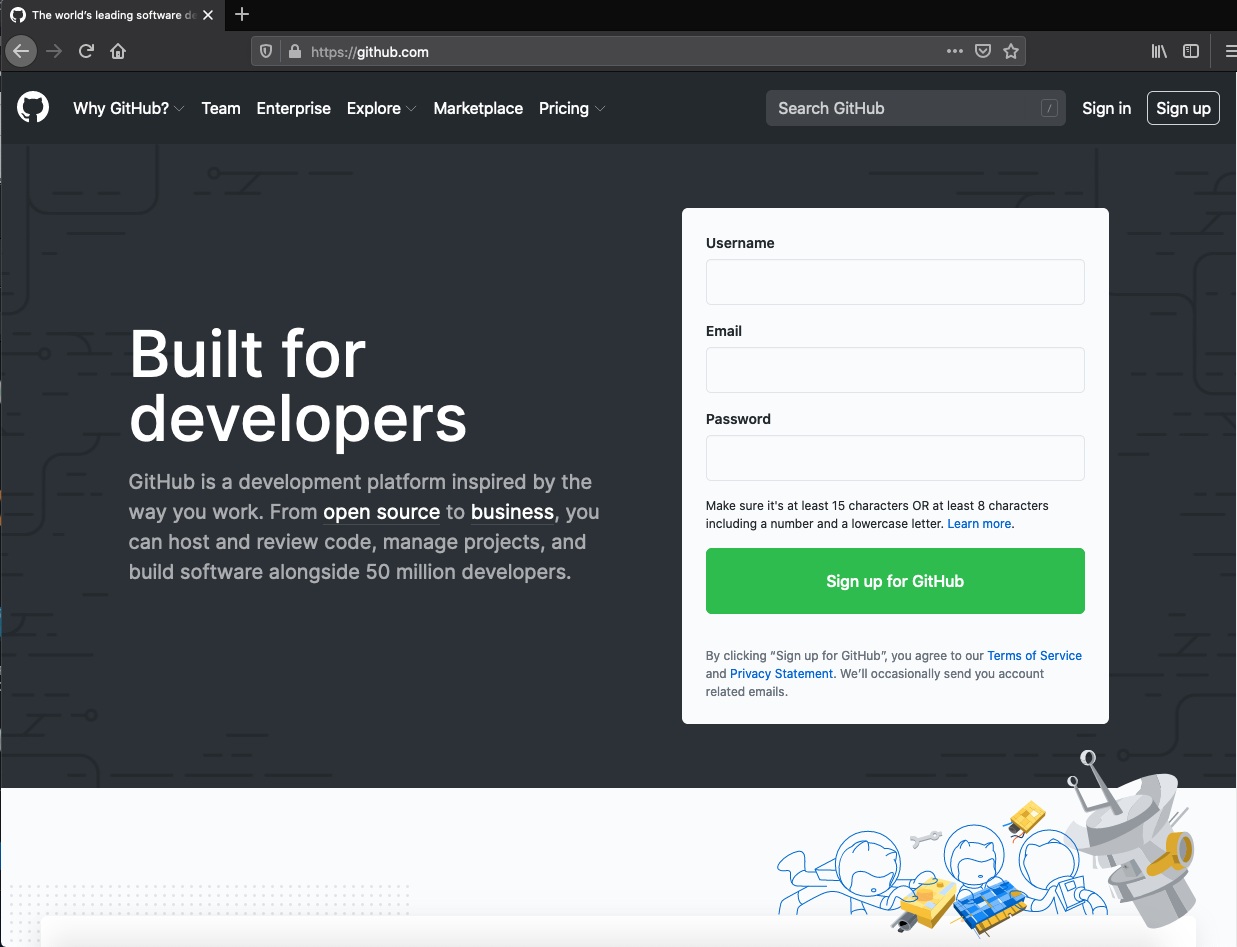 The world's leading software de
https://github.com
Why GitHub? Team Enterprise Explore Marketplace Pricing Search GitHub / Sign in Sign up
Username
Email
Built for
developers
Password
GitHub is a development platform inspired by the
way you work. From open source to business, you
can host and review code, manage projects, and
build software alongside 50 million developers.
Make sure it's at least 15 characters OR at least 8 characters
including a number and a lowercase letter. Learn more.
Sign up for GitHub
By clicking “Sign up for GitHub”, you agree to our Terms of Service
and Privacy Statement. We’ll occasionally send you account
related emails.